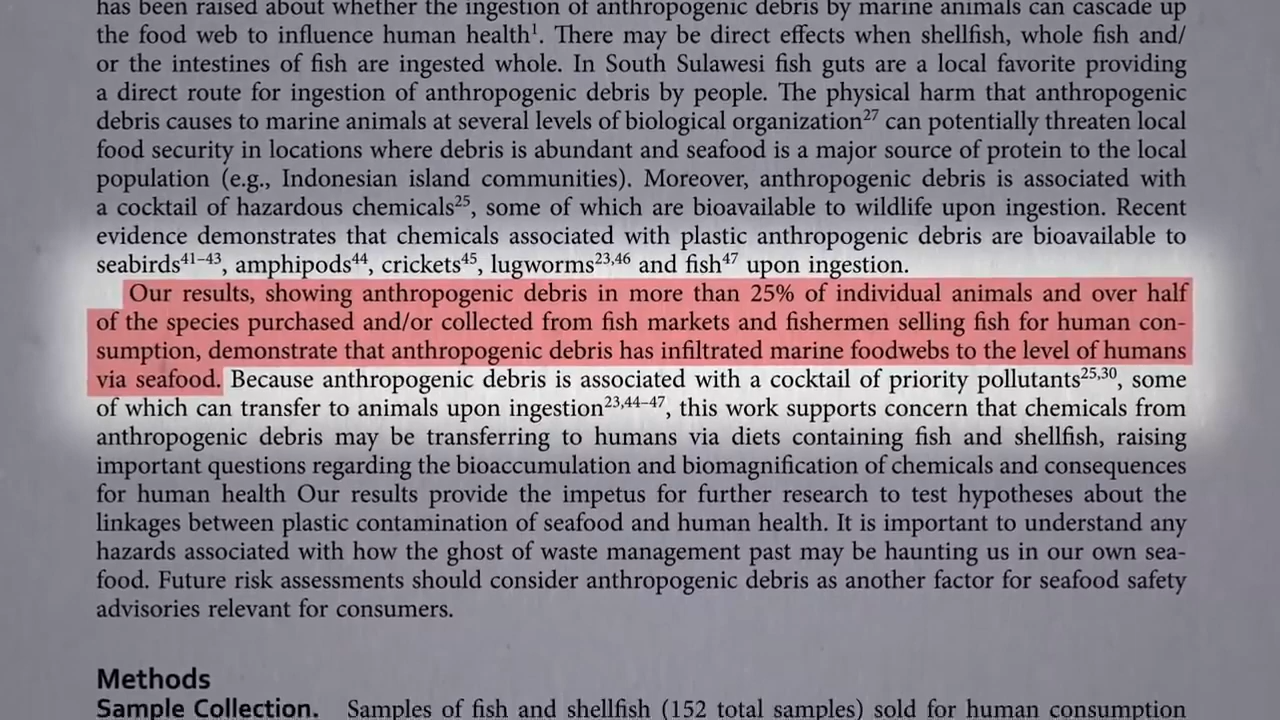 has been raised about whether the ingestion of anthropogenic debris by marine animals can cascade up
the food web to influence human health¹. There may be direct effects when shellfish, whole fish and/
or the intestines of fish are ingested whole. In South Sulawesi fish guts are a local favorite providing
a direct route for ingestion of anthropogenic debris by people. The physical harm that anthropogenic
debris causes to marine animals at several levels of biological organization²⁷ can potentially threaten local
food security in locations where debris is abundant and seafood is a major source of protein to the local
population (e.g., Indonesian island communities). Moreover, anthropogenic debris is associated with
a cocktail of hazardous chemicals²⁵, some of which are bioavailable to wildlife upon ingestion. Recent
evidence demonstrates that chemicals associated with plastic anthropogenic debris are bioavailable to
seabirds⁴¹⁻⁴³, amphipods⁴⁴, crickets⁴⁵, lugworms²³,⁴⁶ and fish⁴⁷ upon ingestion.
Our results, showing anthropogenic debris in more than 25% of individual animals and over half
of the species purchased and/or collected from fish markets and fishermen selling fish for human con-
sumption, demonstrate that anthropogenic debris has infiltrated marine foodwebs to the level of humans
via seafood. Because anthropogenic debris is associated with a cocktail of priority pollutants²⁵,³⁰, some
of which can transfer to animals upon ingestion²³,⁴⁴⁻⁴⁷, this work supports concern that chemicals from
anthropogenic debris may be transferring to humans via diets containing fish and shellfish, raising
important questions regarding the bioaccumulation and biomagnification of chemicals and consequences
for human health Our results provide the impetus for further research to test hypotheses about the
linkages between plastic contamination of seafood and human health. It is important to understand any
hazards associated with how the ghost of waste management past may be haunting us in our own sea-
food. Future risk assessments should consider anthropogenic debris as another factor for seafood safety
advisories relevant for consumers.
Methods
Sample Collection. Samples of fish and shellfish (152 total samples) sold for human consumption